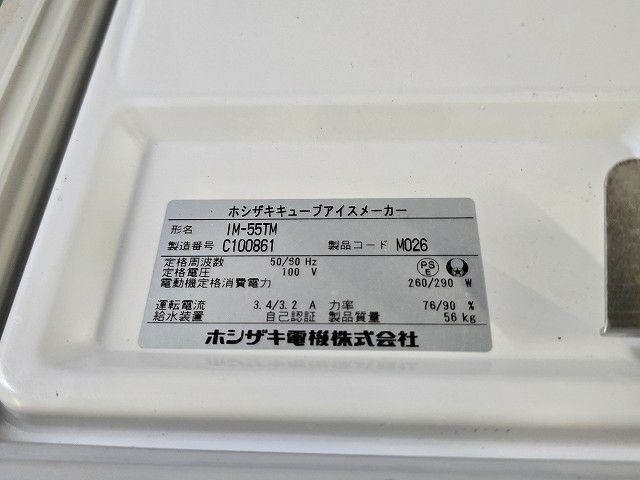 ホシザキキューブアイスメーカー
形名 IM-55TM
製造番号 C100861 製品コード M026
定格周波数 50/60 Hz
定格電圧 100 V
PS E
電動機定格消費電力 260/290 W
運転電流 3.4/3.2 A 力率 76/90 %
給水装置 自己認証 製品質量 56 kg
ホシザキ電機株式会社